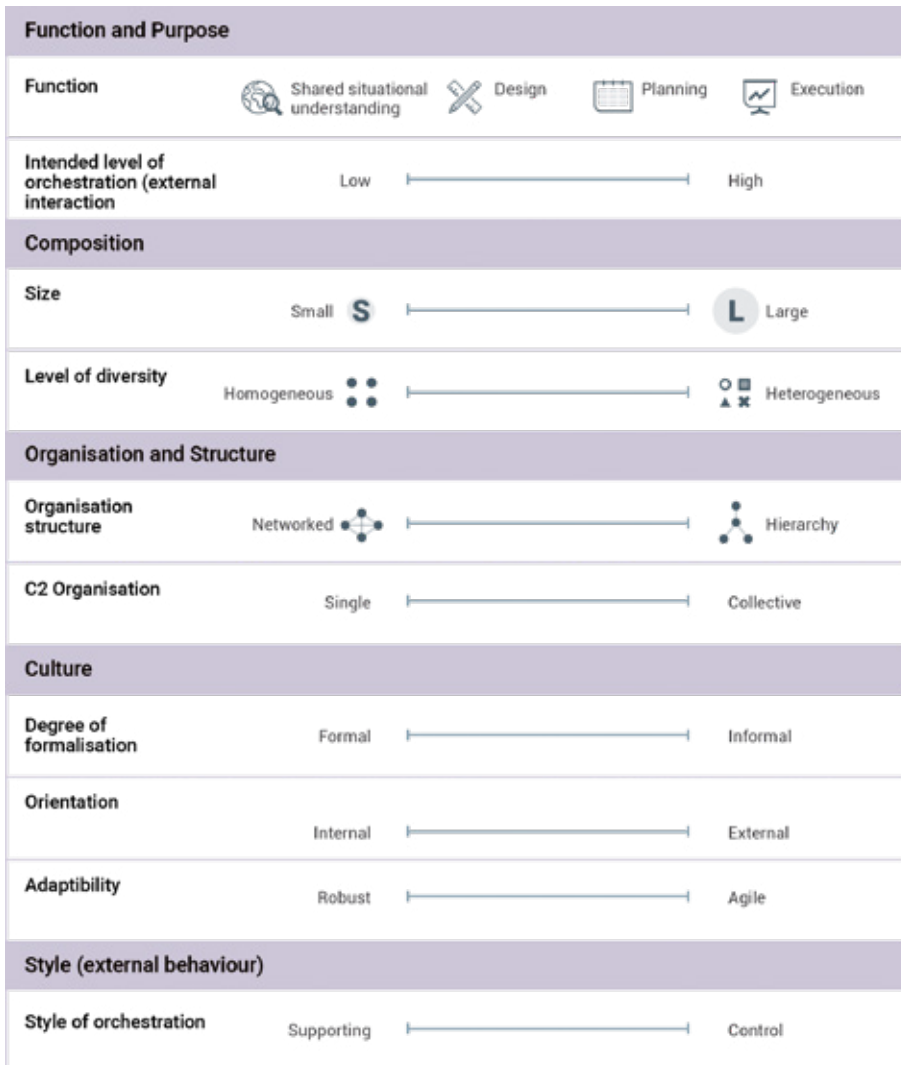 Function and Purpose
Function
Shared situational
understanding
Design
Planning
Execution
Intended level of
orchestration (external
interaction
Low
High
Composition
Size
Small S
L Large
Level of diversity
Homogeneous
Heterogeneous
Organisation and Structure
Organisation
structure
Networked
Hierarchy
C2 Organisation
Single
Collective
Culture
Degree of
formalisation
Formal
Informal
Orientation
Internal
External
Adaptibility
Robust
Agile
Style (external behaviour)
Style of orchestration
Supporting
Control